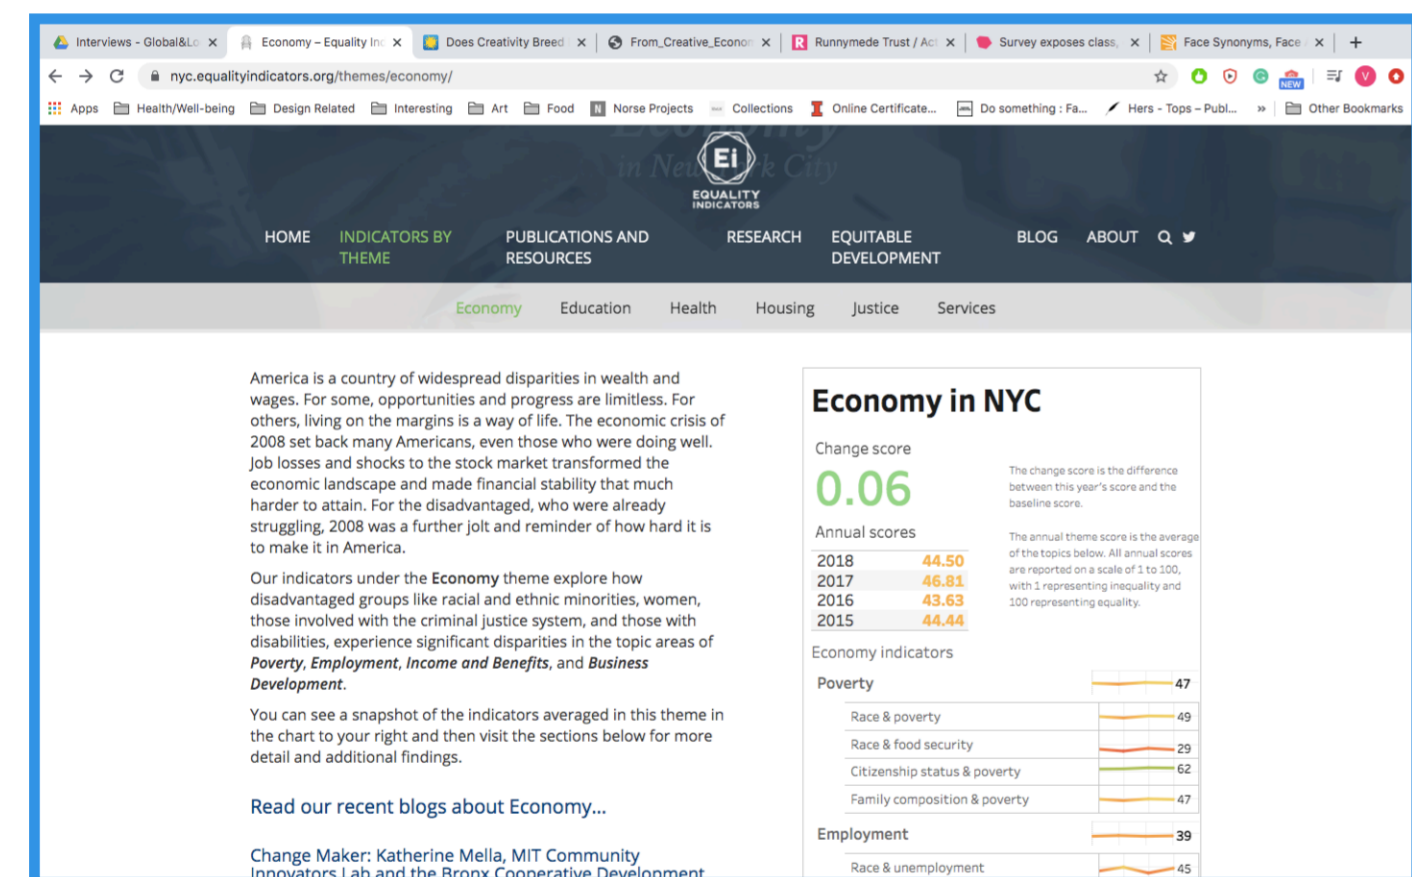 Interviews - Global&Lo
Economy – Equality Inc
Does Creativity Breed
From_Creative_Econon
Runnymede Trust / Act
Survey exposes class,
Face Synonyms, Face
nyc.equalityindicators.org/themes/economy/
NEW
V
Apps
Health/Well-being
Design Related
Interesting
Art
Food
N
Norse Projects
Collections
Online Certificate...
Do something : Fa...
Hers - Tops – Publ...
»
Other Bookmarks
Economy
in New York City
Ei
EQUALITY
INDICATORS
HOME
INDICATORS BY
THEME
PUBLICATIONS AND
RESOURCES
RESEARCH
EQUITABLE
DEVELOPMENT
BLOG
ABOUT
Economy
Education
Health
Housing
Justice
Services
America is a country of widespread disparities in wealth and
wages. For some, opportunities and progress are limitless. For
others, living on the margins is a way of life. The economic crisis of
2008 set back many Americans, even those who were doing well.
Job losses and shocks to the stock market transformed the
economic landscape and made financial stability that much
harder to attain. For the disadvantaged, who were already
struggling, 2008 was a further jolt and reminder of how hard it is
to make it in America.
Our indicators under the Economy theme explore how
disadvantaged groups like racial and ethnic minorities, women,
those involved with the criminal justice system, and those with
disabilities, experience significant disparities in the topic areas of
Poverty, Employment, Income and Benefits, and Business
Development.
You can see a snapshot of the indicators averaged in this theme in
the chart to your right and then visit the sections below for more
detail and additional findings.
Read our recent blogs about Economy...
Change Maker: Katherine Mella, MIT Community
Innovators Lab and the Bronx Cooperative Development
Economy in NYC
Change score
0.06
The change score is the difference
between this year's score and the
baseline score.
Annual scores
2018 44.50
2017 46.81
2016 43.63
2015 44.44
The annual theme score is the average
of the topics below. All annual scores
are reported on a scale of 1 to 100,
with 1 representing inequality and
100 representing equality.
Economy indicators
Poverty 47
Race & poverty 49
Race & food security 29
Citizenship status & poverty 62
Family composition & poverty 47
Employment 39
Race & unemployment 45